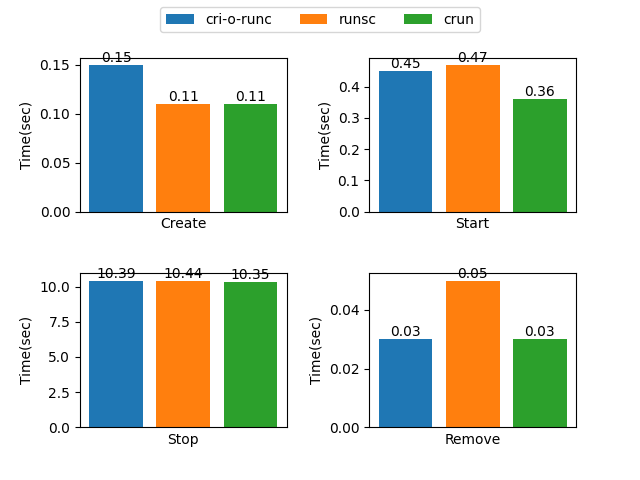 cri-o-runc runsc crun
0.15 0.11 0.11
Time(sec)
0.15
0.10
0.05
0.00
Create
0.45 0.47 0.36
Time(sec)
0.4
0.3
0.2
0.1
0.0
Start
10.39 10.44 10.35
Time(sec)
10.0
7.5
5.0
2.5
0.0
Stop
0.03 0.05 0.03
Time(sec)
0.04
0.02
0.00
Remove